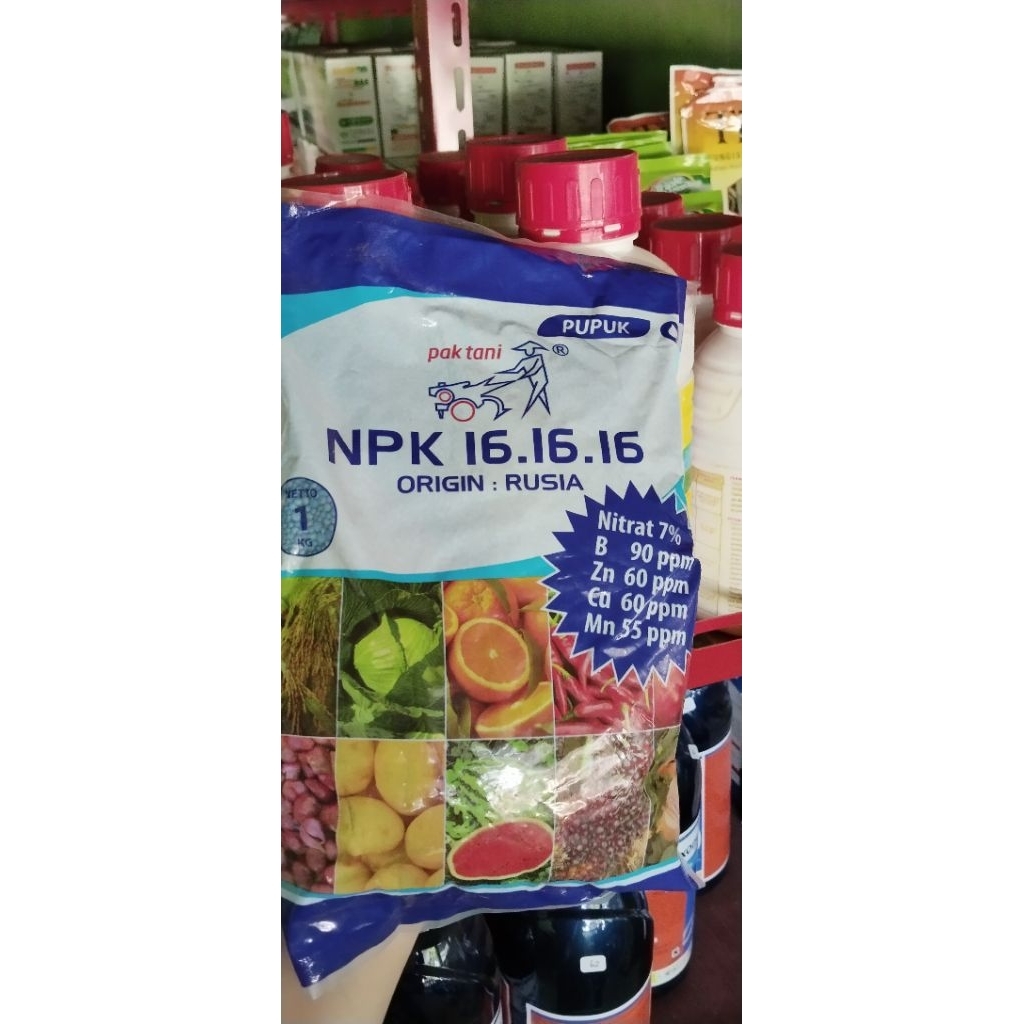 PUPUK
pak tani ®
NPK 16.16.16
ORIGIN : RUSIA
NETTO
1
KG
Nitrat 7%
B 90 ppm
Zn 60 ppm
Cu 60 ppm
Mn 55 ppm